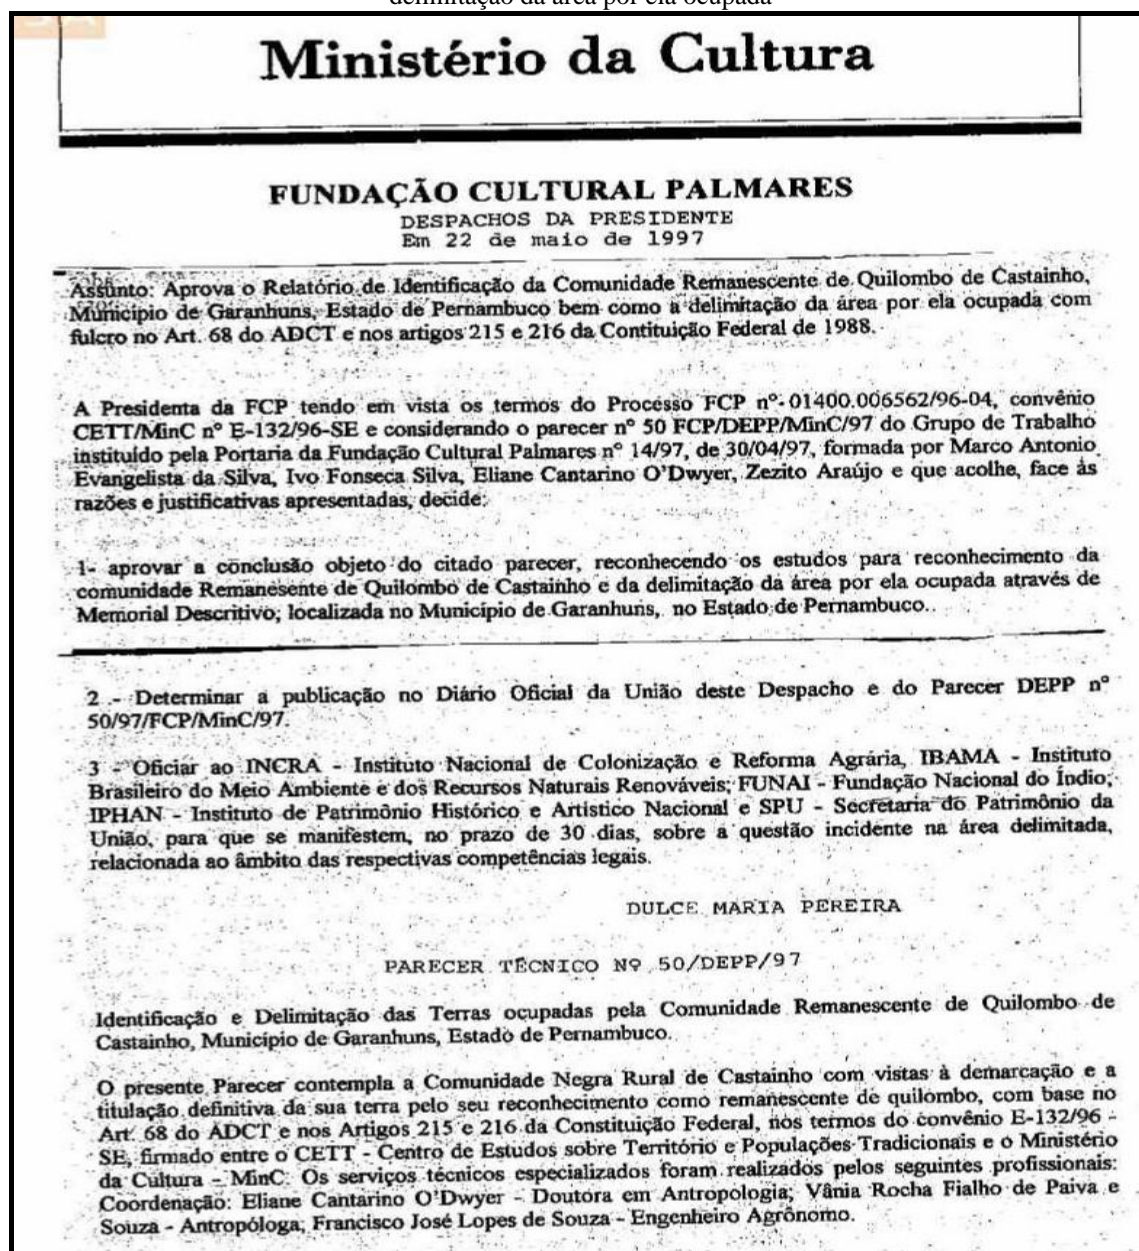 delimitação da área por ela ocupada
Ministério da Cultura
FUNDAÇÃO CULTURAL PALMARES
DESPACHOS DA PRESIDENTE
Em 22 de maio de 1997
Assunto: Aprova o Relatório de Identificação da Comunidade Remanescente de Quilombo de Castainho,
Município de Garanhuns, Estado de Pernambuco bem como a delimitação da área por ela ocupada com
fulcro no Art. 68 do ADCT e nos artigos 215 e 216 da Contituição Federal de 1988.
A Presidenta da FCP tendo em vista os termos do Processo FCP nº 01400.006562/96-04, convênio
CETT/MinC nº E-132/96-SE e considerando o parecer nº 50 FCP/DEPP/MinC/97 do Grupo de Trabalho
instituído pela Portaria da Fundação Cultural Palmares nº 14/97, de 30/04/97, formada por Marco Antonio
Evangelista da Silva, Ivo Fonseca Silva, Eliane Cantarino O'Dwyer, Zezito Araújo e que acolhe, face às
razões e justificativas apresentadas, decide:
1- aprovar a conclusão objeto do citado parecer, reconhecendo os estudos para reconhecimento da
comunidade Remanesente de Quilombo de Castainho e da delimitação da área por ela ocupada através de
Memorial Descritivo; localizada no Município de Garanhuns, no Estado de Pernambuco..
2 - Determinar a publicação no Diário Oficial da União deste Despacho e do Parecer DEPP nº
50/97/FCP/MinC/97.
3 - Oficiar ao INCRA - Instituto Nacional de Colonização e Reforma Agrária, IBAMA - Instituto
Brasileiro do Meio Ambiente e dos Recursos Naturais Renováveis; FUNAI - Fundação Nacional do Índio;
IPHAN - Instituto de Patrimônio Histórico e Artistico Nacional e SPU - Secretaria do Patrimônio da
União, para que se manifestem, no prazo de 30 dias, sobre a questão incidente na área delimitada,
relacionada ao âmbito das respectivas competências legais.
DULCE MARIA PEREIRA
PARECER TÉCNICO Nº 50/DEPP/97
Identificação e Delimitação das Terras ocupadas pela Comunidade Remanescente de Quilombo de
Castainho, Município de Garanhuns, Estado de Pernambuco.
O presente Parecer contempla a Comunidade Negra Rural de Castainho com vistas à demarcação e a
titulação definitiva da sua terra pelo seu reconhecimento como remanescente de quilombo, com base no
Art. 68 do ADCT e nos Artigos 215 e 216 da Constituição Federal, nos termos do convênio E-132/96 -
SE, firmado entre o CETT - Centro de Estudos sobre Território e Populações Tradicionais e o Ministério
da Cultura - MinC. Os serviços técnicos especializados foram realizados pelos seguintes profissionais:
Coordenação: Eliane Cantarino O'Dwyer - Doutora em Antropologia; Vânia Rocha Fialho de Paiva e
Souza - Antropóloga; Francisco José Lopes de Souza - Engenheiro Agrônomo.